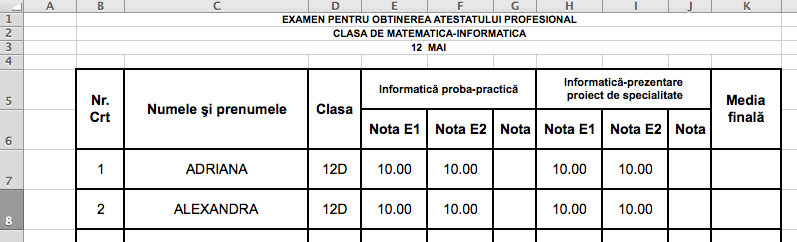 A B C D E F G H I J K
1 EXAMEN PENTRU OBTINEREA ATESTATULUI PROFESIONAL
2 CLASA DE MATEMATICA-INFORMATICA
3 12 MAI
4
5 Nr. Crt Numele şi prenumele Clasa Informatică proba-practică Informatică-prezentare proiect de specialitate Media finală
6 Nota E1 Nota E2 Nota Nota E1 Nota E2 Nota
7 1 ADRIANA 12D 10.00 10.00 10.00 10.00
8 2 ALEXANDRA 12D 10.00 10.00 10.00 10.00